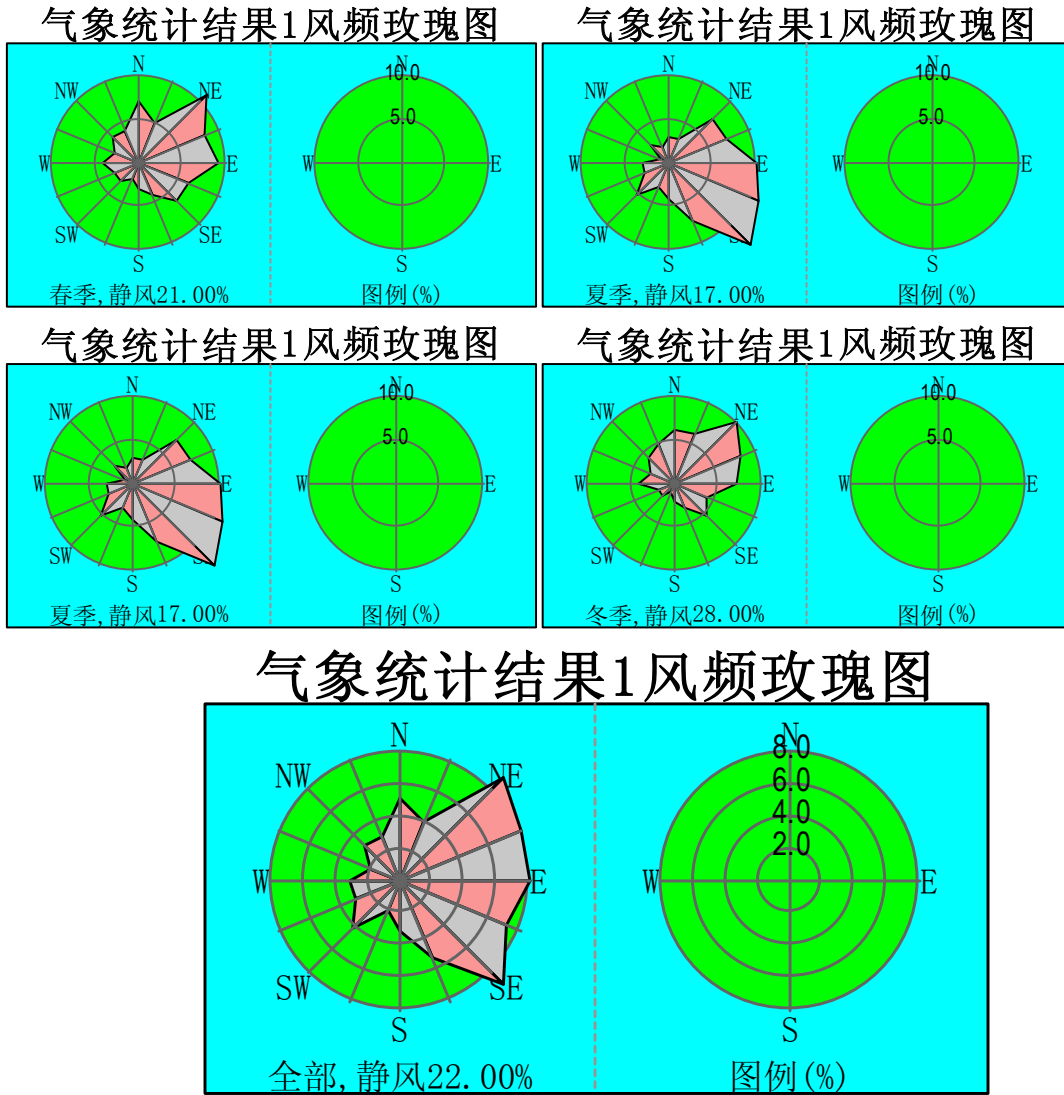 气象统计结果1风频玫瑰图
N
NW
NE
W
E
SW
SE
S
春季,静风21.00%
N
10.0
5.0
W
E
S
图例(%)
气象统计结果1风频玫瑰图
N
NW
NE
W
E
SW
S
夏季,静风17.00%
N
10.0
5.0
W
E
S
图例(%)
气象统计结果1风频玫瑰图
N
NW
NE
W
E
SW
S
夏季,静风17.00%
N
10.0
5.0
W
E
S
图例(%)
气象统计结果1风频玫瑰图
N
NW
NE
W
E
SW
SE
S
冬季,静风28.00%
N
10.0
5.0
W
E
S
图例(%)
气象统计结果1风频玫瑰图
N
NW
NE
W
E
SW
SE
S
全部,静风22.00%
N
8.0
6.0
4.0
2.0
W
E
S
图例(%)